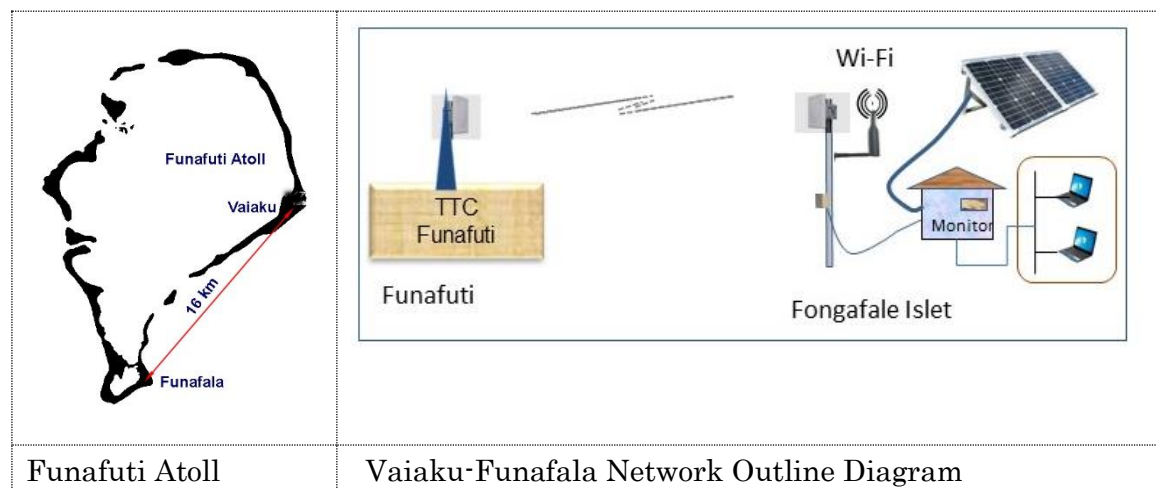 Funafuti Atoll
Vaiaku
16 km
Funafala
Wi-Fi
TTC
Funafuti
Monitor
Funafuti
Fongafale Islet
Funafuti Atoll
Vaiaku-Funafala Network Outline Diagram